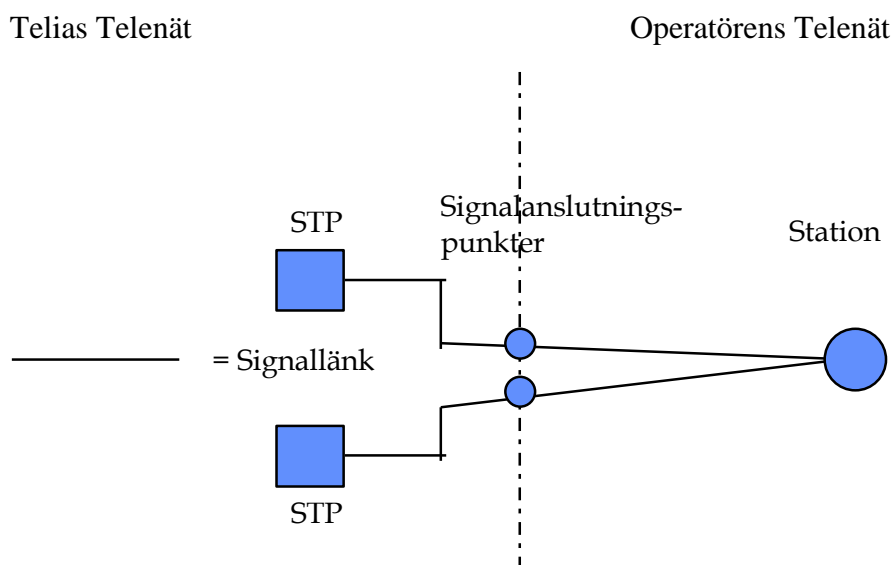 Telias Telenät
Operatörens Telenät
STP
Signalanslutnings-
punkter
Station
= Signallänk
STP